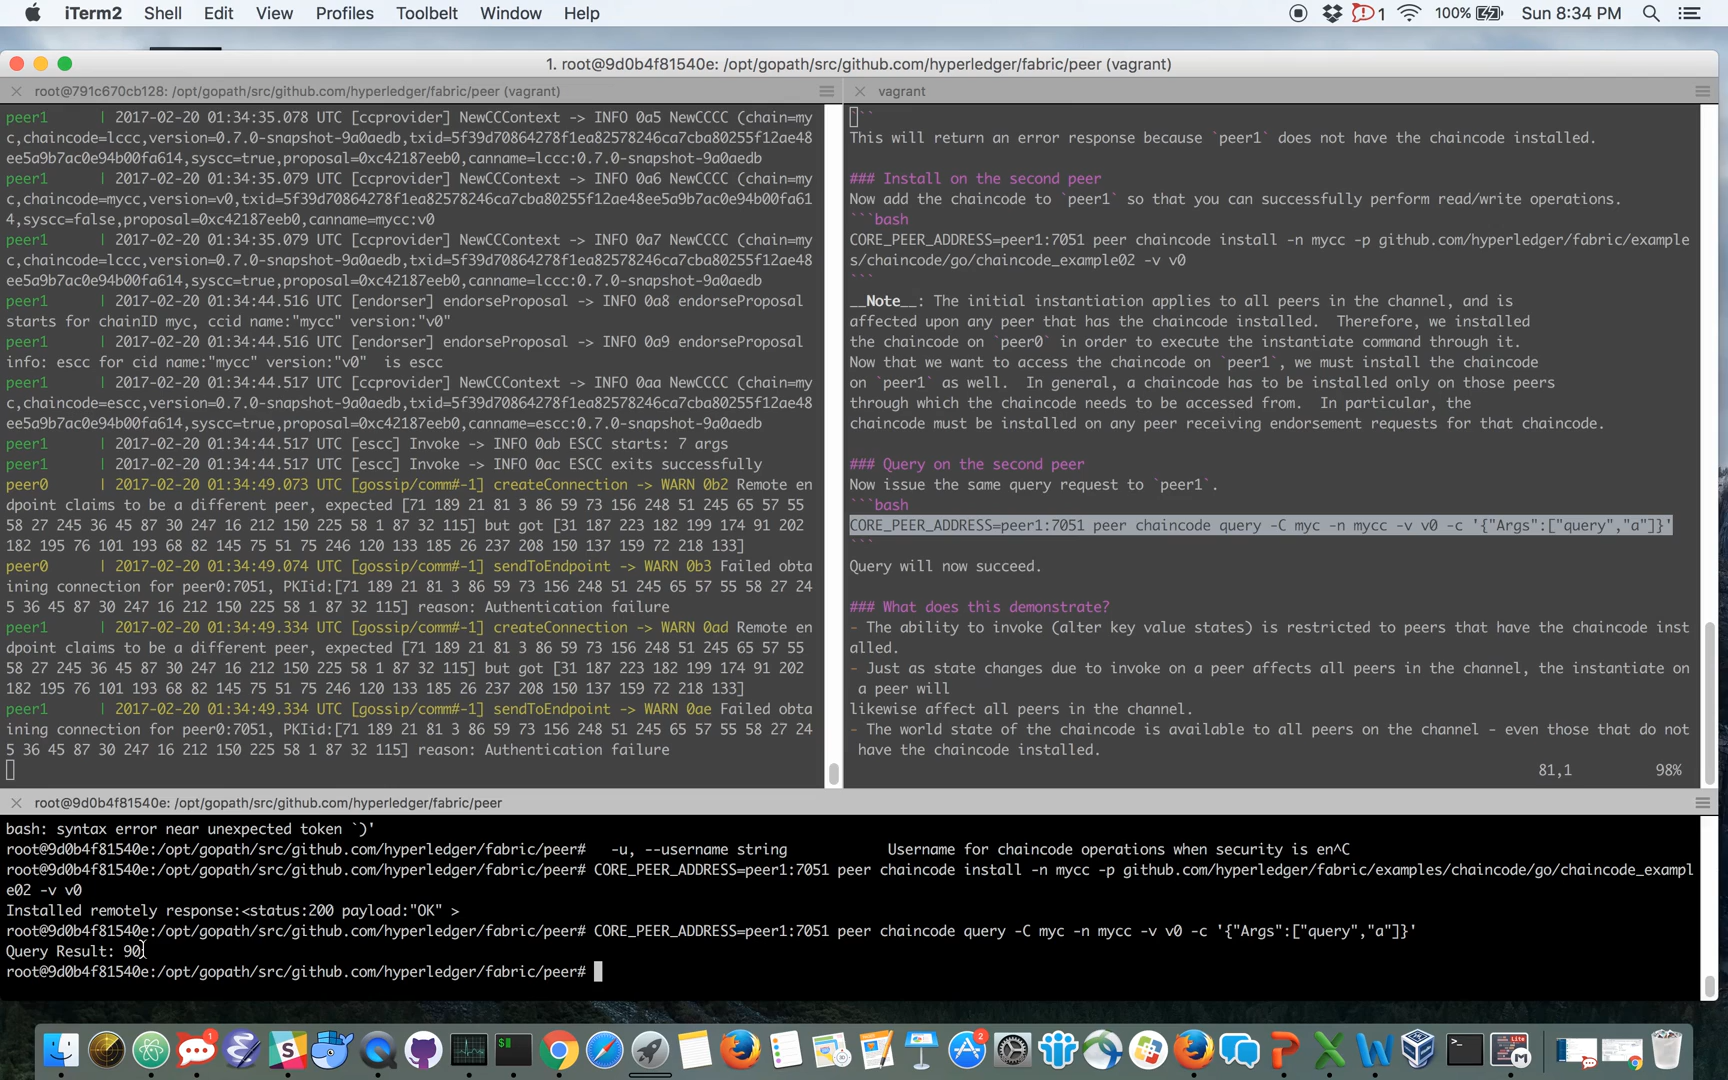 iTerm2 Shell Edit View Profiles Toolbelt Window Help 1 100% Sun 8:34 PM
1. root@9d0b4f81540e: /opt/gopath/src/github.com/hyperledger/fabric/peer (vagrant)
root@791c670cb128: /opt/gopath/src/github.com/hyperledger/fabric/peer (vagrant)
peer1 | 2017-02-20 01:34:35.078 UTC [ccprovider] NewCCContext -> INFO 0a5 NewCCCC (chain=my
c,chaincode=lccc,version=0.7.0-snapshot-9a0aedb,txid=5f39d70864278f1ea82578246ca7cba80255f12ae48
ee5a9b7ac0e94b00fa614,syscc=true,proposal=0xc42187eeb0,canname=lccc:0.7.0-snapshot-9a0aedb
peer1 | 2017-02-20 01:34:35.079 UTC [ccprovider] NewCCContext -> INFO 0a6 NewCCCC (chain=my
c,chaincode=mycc,version=v0,txid=5f39d70864278f1ea82578246ca7cba80255f12ae48ee5a9b7ac0e94b00fa61
4,syscc=false,proposal=0xc42187eeb0,canname=mycc:v0
peer1 | 2017-02-20 01:34:35.079 UTC [ccprovider] NewCCContext -> INFO 0a7 NewCCCC (chain=my
c,chaincode=lccc,version=0.7.0-snapshot-9a0aedb,txid=5f39d70864278f1ea82578246ca7cba80255f12ae48
ee5a9b7ac0e94b00fa614,syscc=true,proposal=0xc42187eeb0,canname=lccc:0.7.0-snapshot-9a0aedb
peer1 | 2017-02-20 01:34:44.516 UTC [endorser] endorseProposal -> INFO 0a8 endorseProposal
starts for chainID myc, ccid name:"mycc" version:"v0"
peer1 | 2017-02-20 01:34:44.516 UTC [endorser] endorseProposal -> INFO 0a9 endorseProposal
info: escc for cid name:"mycc" version:"v0"  is escc
peer1 | 2017-02-20 01:34:44.517 UTC [ccprovider] NewCCContext -> INFO 0aa NewCCCC (chain=my
c,chaincode=escc,version=0.7.0-snapshot-9a0aedb,txid=5f39d70864278f1ea82578246ca7cba80255f12ae48
ee5a9b7ac0e94b00fa614,syscc=true,proposal=0xc42187eeb0,canname=escc:0.7.0-snapshot-9a0aedb
peer1 | 2017-02-20 01:34:44.517 UTC [escc] Invoke -> INFO 0ab ESCC starts: 7 args
peer1 | 2017-02-20 01:34:44.517 UTC [escc] Invoke -> INFO 0ac ESCC exits successfully
peer0 | 2017-02-20 01:34:49.073 UTC [gossip/comm#-1] createConnection -> WARN 0b2 Remote en
dpoint claims to be a different peer, expected [71 189 21 81 3 86 59 73 156 248 51 245 65 57 55
58 27 245 36 45 87 30 247 16 212 150 225 58 1 87 32 115] but got [31 187 223 182 199 174 91 202
182 195 76 101 193 68 82 145 75 51 75 246 120 133 185 26 237 208 150 137 159 72 218 133]
peer0 | 2017-02-20 01:34:49.074 UTC [gossip/comm#-1] sendToEndpoint -> WARN 0b3 Failed obta
ining connection for peer0:7051, PKIid:[71 189 21 81 3 86 59 73 156 248 51 245 65 57 55 58 27 24
5 36 45 87 30 247 16 212 150 225 58 1 87 32 115] reason: Authentication failure
peer1 | 2017-02-20 01:34:49.334 UTC [gossip/comm#-1] createConnection -> WARN 0ad Remote en
dpoint claims to be a different peer, expected [71 189 21 81 3 86 59 73 156 248 51 245 65 57 55
58 27 245 36 45 87 30 247 16 212 150 225 58 1 87 32 115] but got [31 187 223 182 199 174 91 202
182 195 76 101 193 68 82 145 75 51 75 246 120 133 185 26 237 208 150 137 159 72 218 133]
peer1 | 2017-02-20 01:34:49.334 UTC [gossip/comm#-1] sendToEndpoint -> WARN 0ae Failed obta
ining connection for peer0:7051, PKIid:[71 189 21 81 3 86 59 73 156 248 51 245 65 57 55 58 27 24
5 36 45 87 30 247 16 212 150 225 58 1 87 32 115] reason: Authentication failure
vagrant
```
This will return an error response because `peer1` does not have the chaincode installed.
### Install on the second peer
Now add the chaincode to `peer1` so that you can successfully perform read/write operations.
```bash
CORE_PEER_ADDRESS=peer1:7051 peer chaincode install -n mycc -p github.com/hyperledger/fabric/example
s/chaincode/go/chaincode_example02 -v v0
```
__Note__: The initial instantiation applies to all peers in the channel, and is
affected upon any peer that has the chaincode installed.  Therefore, we installed
the chaincode on `peer0` in order to execute the instantiate command through it.
Now that we want to access the chaincode on `peer1`, we must install the chaincode
on `peer1` as well.  In general, a chaincode has to be installed only on those peers
through which the chaincode needs to be accessed from.  In particular, the
chaincode must be installed on any peer receiving endorsement requests for that chaincode.
### Query on the second peer
Now issue the same query request to `peer1`.
```bash
CORE_PEER_ADDRESS=peer1:7051 peer chaincode query -C myc -n mycc -v v0 -c '{"Args":["query","a"]}'
```
Query will now succeed.
### What does this demonstrate?
- The ability to invoke (alter key value states) is restricted to peers that have the chaincode inst
alled.
- Just as state changes due to invoke on a peer affects all peers in the channel, the instantiate on
a peer will
likewise affect all peers in the channel.
- The world state of the chaincode is available to all peers on the channel - even those that do not
have the chaincode installed.
81,1 98%
root@9d0b4f81540e: /opt/gopath/src/github.com/hyperledger/fabric/peer
bash: syntax error near unexpected token `)'
root@9d0b4f81540e:/opt/gopath/src/github.com/hyperledger/fabric/peer#   -u, --username string            Username for chaincode operations when security is en^C
root@9d0b4f81540e:/opt/gopath/src/github.com/hyperledger/fabric/peer# CORE_PEER_ADDRESS=peer1:7051 peer chaincode install -n mycc -p github.com/hyperledger/fabric/examples/chaincode/go/chaincode_exampl
e02 -v v0
Installed remotely response:<status:200 payload:"OK" >
root@9d0b4f81540e:/opt/gopath/src/github.com/hyperledger/fabric/peer# CORE_PEER_ADDRESS=peer1:7051 peer chaincode query -C myc -n mycc -v v0 -c '{"Args":["query","a"]}'
Query Result: 90
root@9d0b4f81540e:/opt/gopath/src/github.com/hyperledger/fabric/peer#